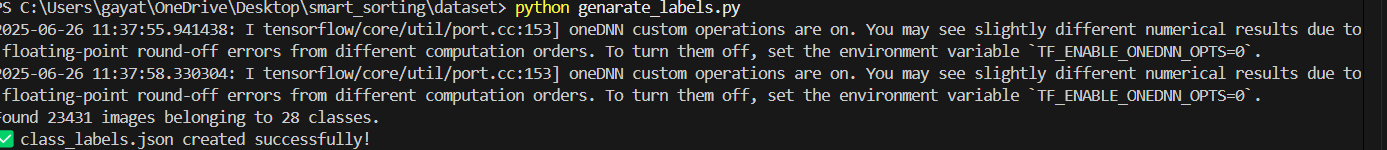 PS C:\Users\gayat\OneDrive\Desktop\smart_sorting\dataset> python genarate_labels.py
2025-06-26 11:37:55.941438: I tensorflow/core/util/port.cc:153] oneDNN custom operations are on. You may see slightly different numerical results due to
floating-point round-off errors from different computation orders. To turn them off, set the environment variable `TF_ENABLE_ONEDNN_OPTS=0`.
2025-06-26 11:37:58.330304: I tensorflow/core/util/port.cc:153] oneDNN custom operations are on. You may see slightly different numerical results due to
floating-point round-off errors from different computation orders. To turn them off, set the environment variable `TF_ENABLE_ONEDNN_OPTS=0`.
Found 23431 images belonging to 28 classes.
✅ class_labels.json created successfully!